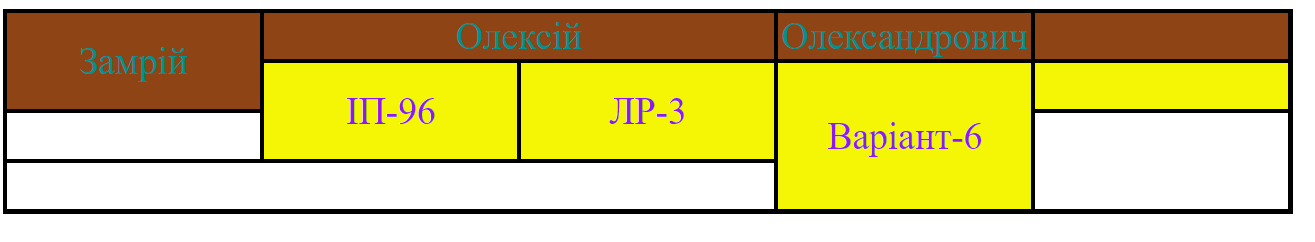 Замрій
Олексій
Олександрович
ІП-96
ЛР-3
Варіант-6